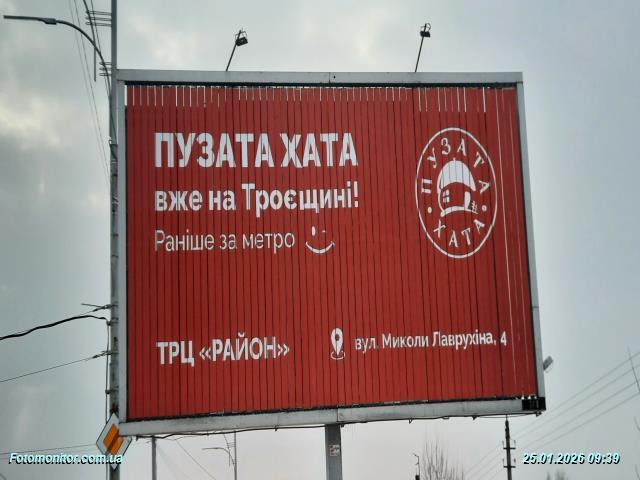 ПУЗАТА ХАТА
вже на Троєщині!
Раніше за метро
ПУЗАТА
ХАТА
ТРЦ «РАЙОН»
вул. Миколи Лаврухіна, 4
Fotomonitor.com.ua
25.01.2026 09:39